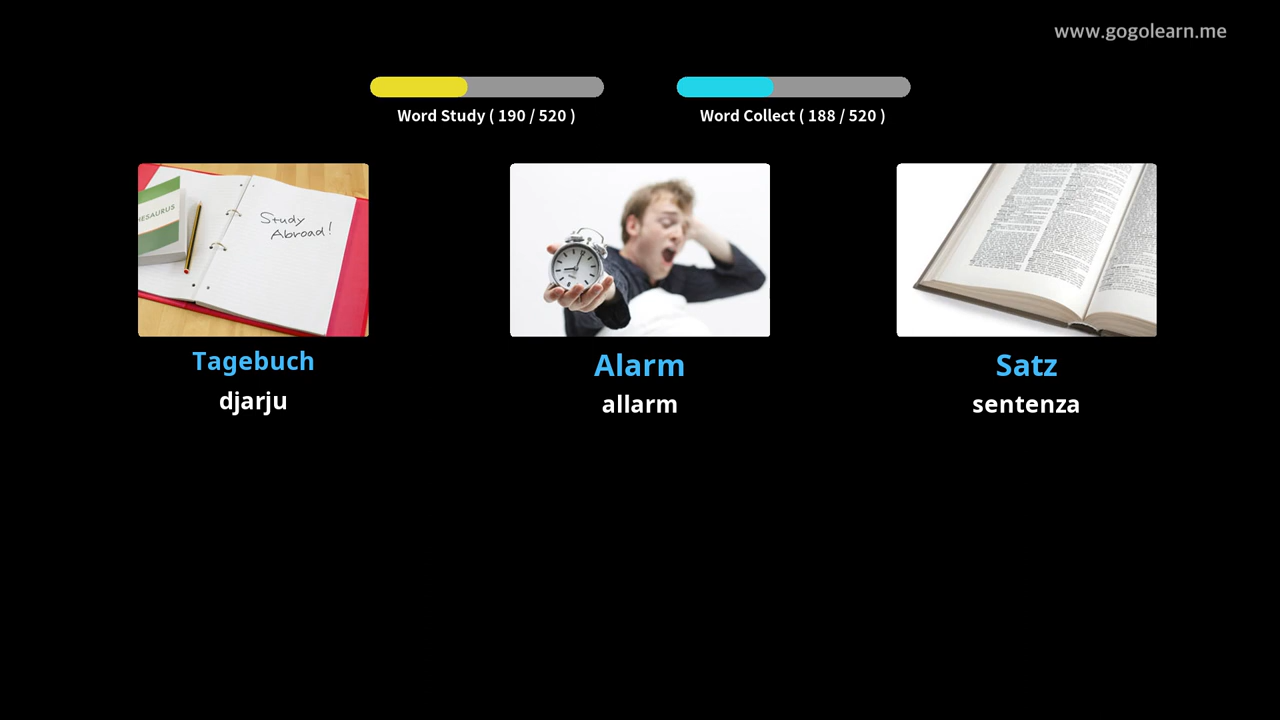 www.gogolearn.me
Word Study ( 190 / 520 )
Word Collect ( 188 / 520 )
HESAURUS
Study
Abroad!
Tagebuch
Alarm
Satz
djarju
allarm
sentenza